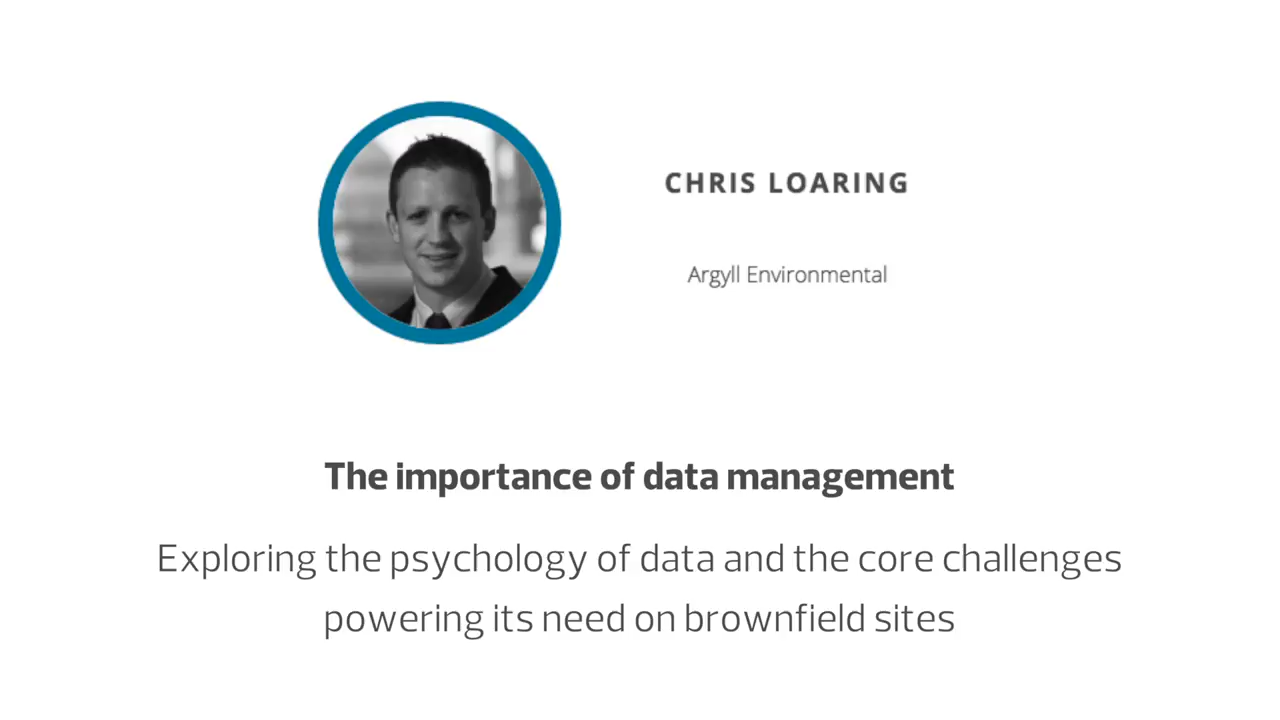 CHRIS LOARING
Argyll Environmental
The importance of data management
Exploring the psychology of data and the core challenges
powering its need on brownfield sites